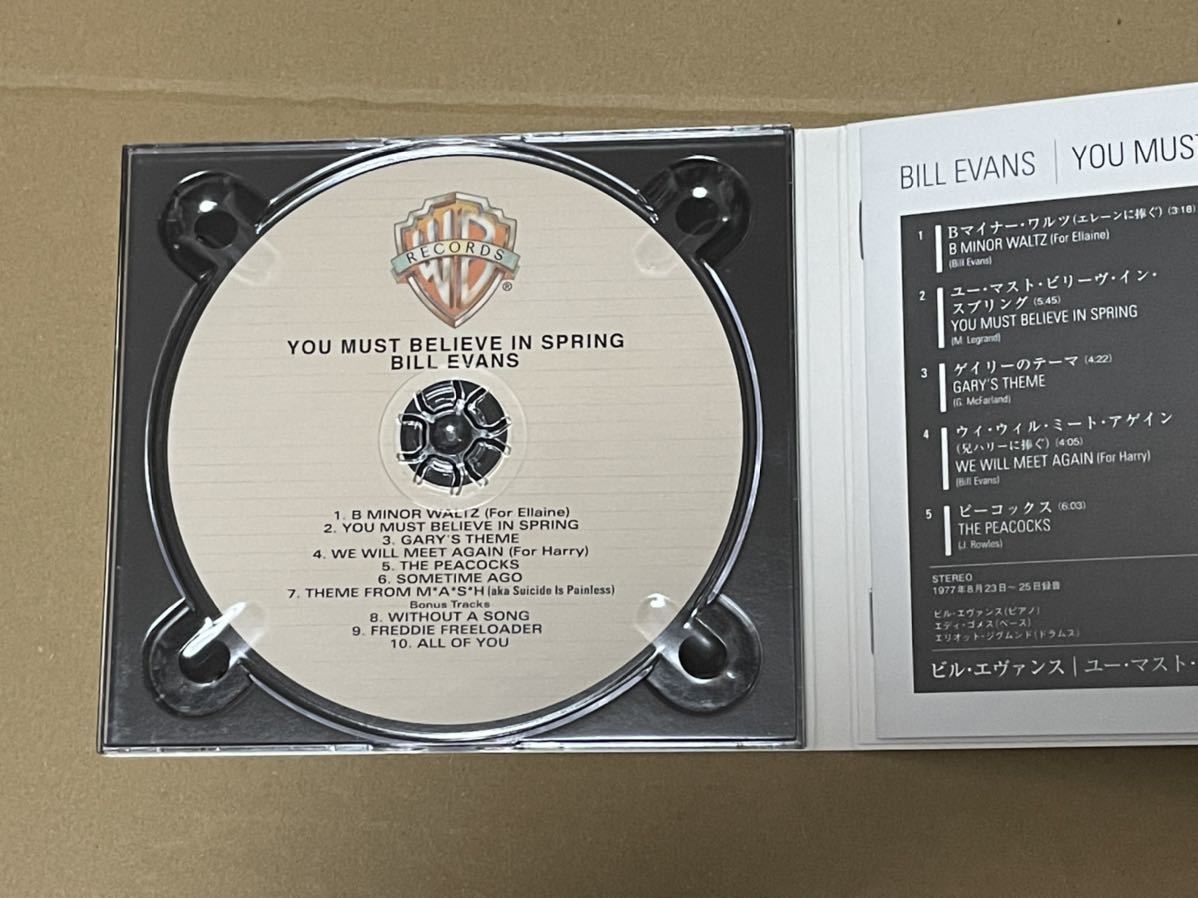 WB
RECORDS
®
YOU MUST BELIEVE IN SPRING
BILL EVANS
1. B MINOR WALTZ (For Ellaine)
2. YOU MUST BELIEVE IN SPRING
3. GARY'S THEME
4. WE WILL MEET AGAIN (For Harry)
5. THE PEACOCKS
6. SOMETIME AGO
7. THEME FROM M*A*S*H (aka Suicide Is Painless)
Bonus Tracks
8. WITHOUT A SONG
9. FREDDIE FREELOADER
10. ALL OF YOU
BILL EVANS | YOU MUST
1 Bマイナー・ワルツ(エレーンに捧ぐ) (3:18)
B MINOR WALTZ (For Ellaine)
(Bill Evans)
2 ユー・マスト・ビリーヴ・イン・
スプリング (5:45)
YOU MUST BELIEVE IN SPRING
(M. Legrand)
3 ゲイリーのテーマ (4:22)
GARY'S THEME
(G. McFarland)
4 ウィ・ウィル・ミート・アゲイン
(兄ハリーに捧ぐ) (4:05)
WE WILL MEET AGAIN (For Harry)
(Bill Evans)
5 ピーコックス (6:03)
THE PEACOCKS
(J. Rowles)
STEREO
1977年8月23日～25日録音
ビル・エヴァンス(ピアノ)
エディ・ゴメス(ベース)
エリオット・ジグムンド(ドラムス)
ビル・エヴァンス | ユー・マスト・